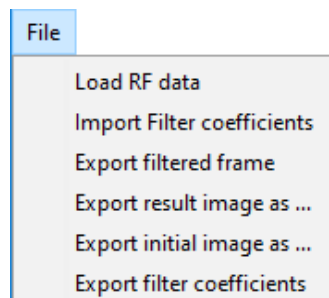 File
Load RF data
Import Filter coefficients
Export filtered frame
Export result image as ...
Export initial image as ...
Export filter coefficients